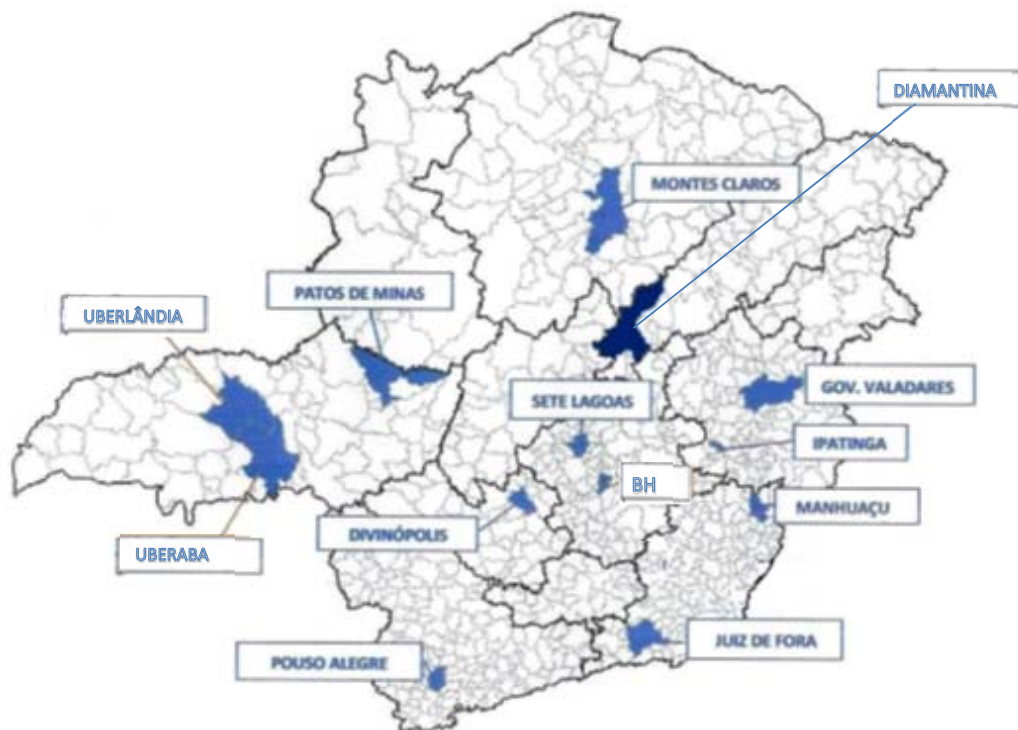 DIAMANTINA
MONTES CLAROS
PATOS DE MINAS
UBERLÂNDIA
GOV. VALADARES
SETE LAGOAS
IPATINGA
BH
MANHUAÇU
DIVINÓPOLIS
UBERABA
JUIZ DE FORA
POUSO ALEGRE